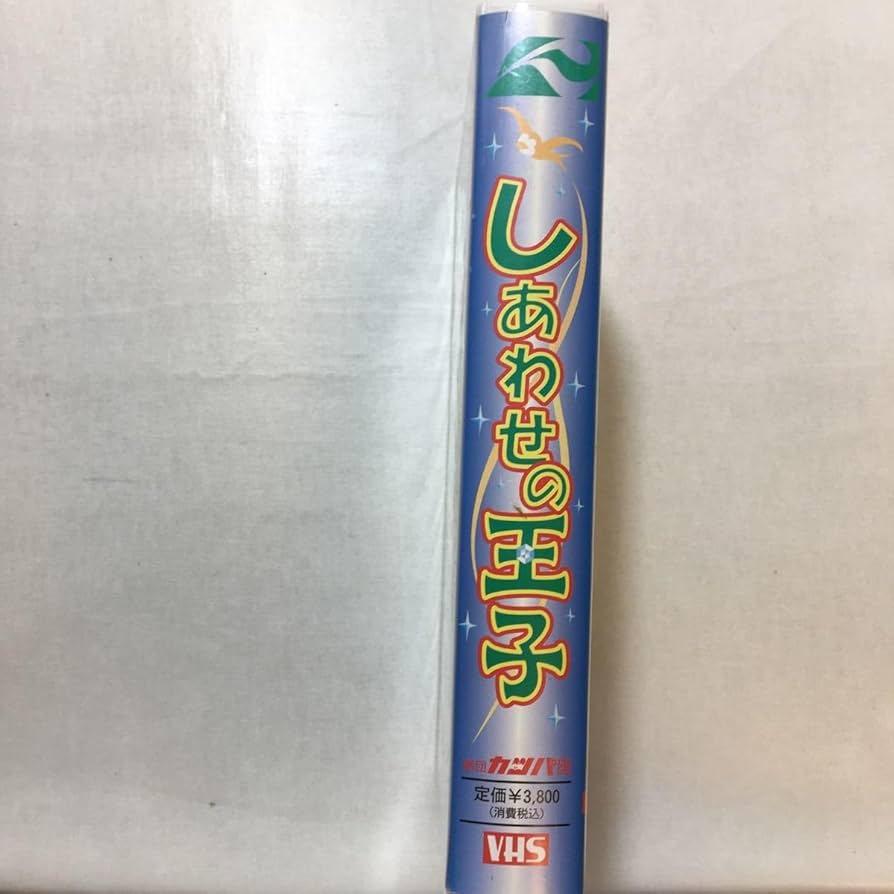 しあわせの王子
劇団カッパ座
定価¥3,800
(消費税込)
VHS